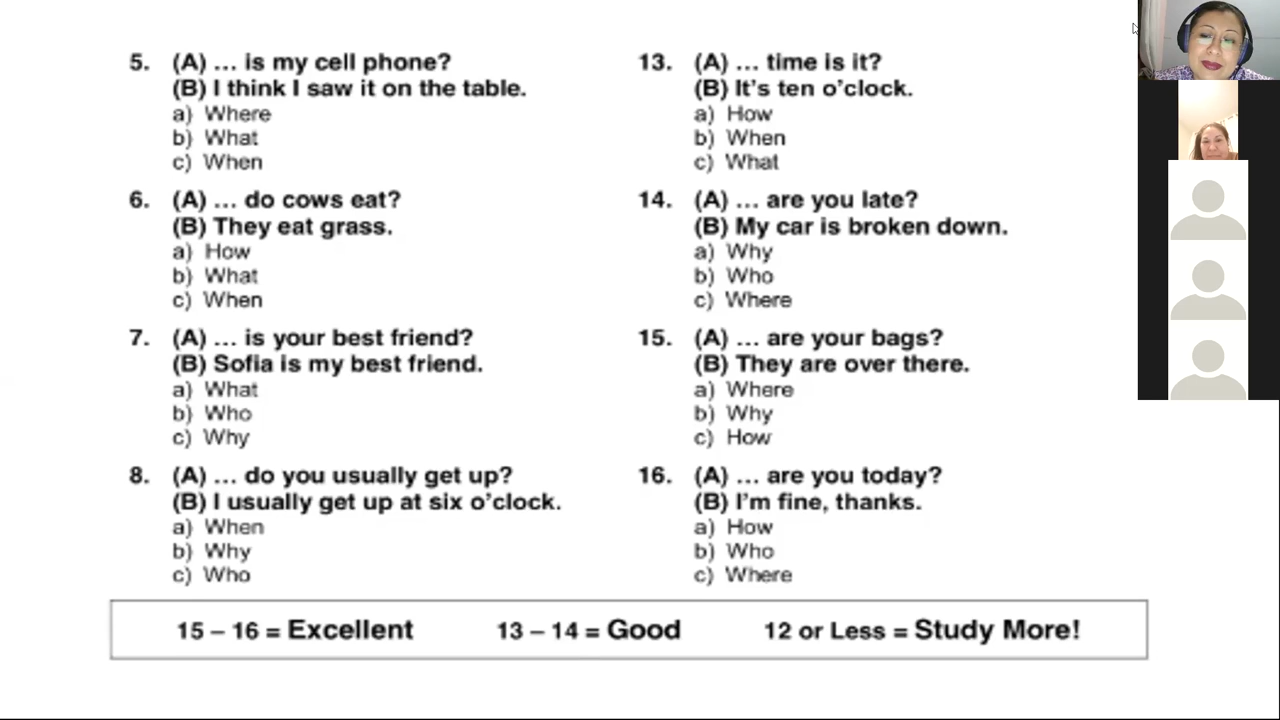 5. (A) ... is my cell phone?
(B) I think I saw it on the table.
a) Where
b) What
c) When
6. (A) ... do cows eat?
(B) They eat grass.
a) How
b) What
c) When
7. (A) ... is your best friend?
(B) Sofia is my best friend.
a) What
b) Who
c) Why
8. (A) ... do you usually get up?
(B) I usually get up at six o'clock.
a) When
b) Why
c) Who
13. (A) ... time is it?
(B) It's ten o'clock.
a) How
b) When
c) What
14. (A) ... are you late?
(B) My car is broken down.
a) Why
b) Who
c) Where
15. (A) ... are your bags?
(B) They are over there.
a) Where
b) Why
c) How
16. (A) ... are you today?
(B) I'm fine, thanks.
a) How
b) Who
c) Where
15 – 16 = Excellent 13 – 14 = Good 12 or Less = Study More!